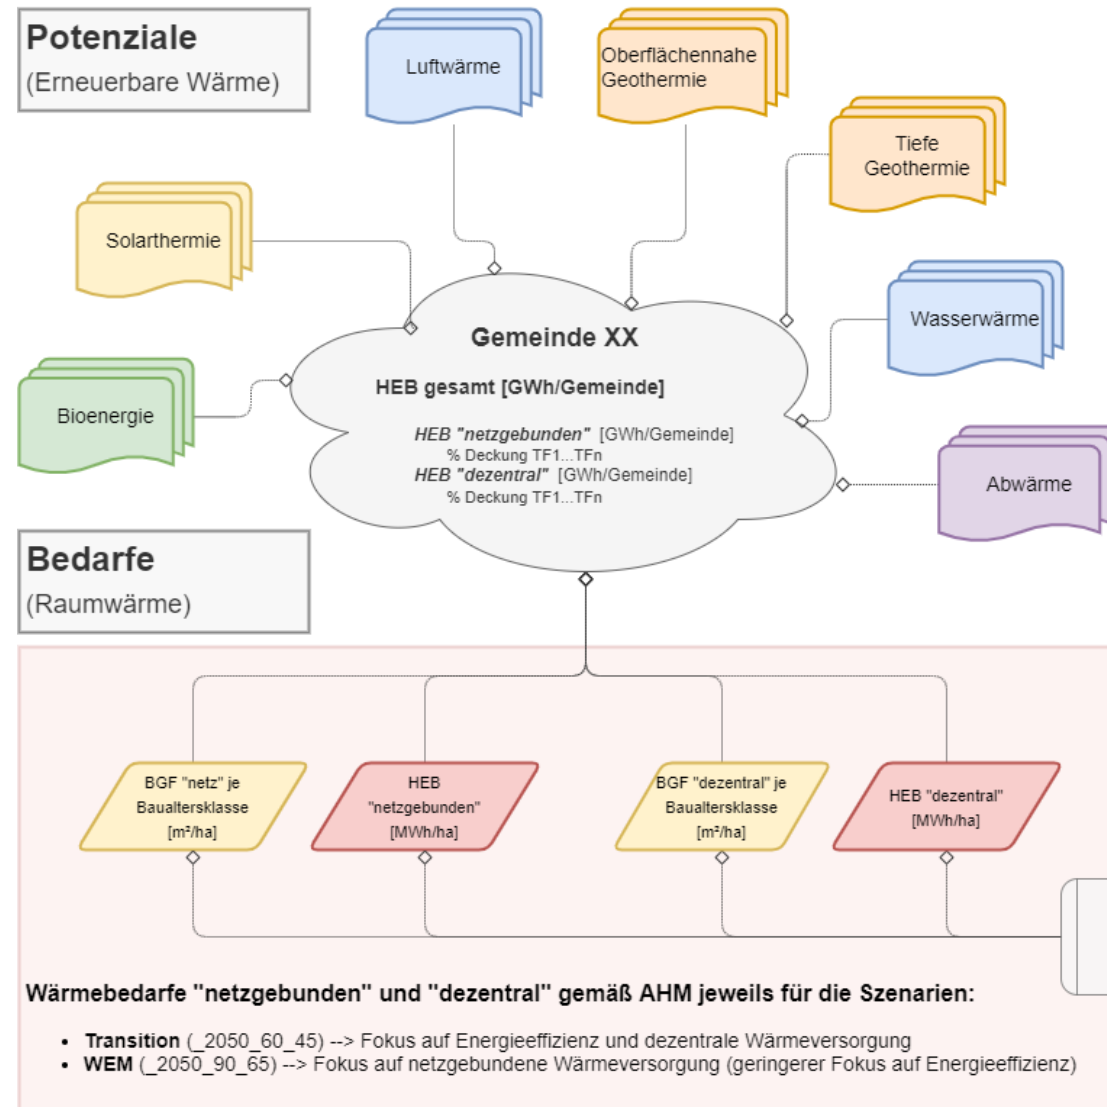 Potenziale
(Erneuerbare Wärme)
Luftwärme
Oberflächennahe
Geothermie
Tiefe
Geothermie
Solarthermie
Wasserwärme
Bioenergie
Abwärme
Gemeinde XX
HEB gesamt [GWh/Gemeinde]
HEB "netzgebunden" [GWh/Gemeinde]
% Deckung TF1...TFn
HEB "dezentral" [GWh/Gemeinde]
% Deckung TF1...TFn
Bedarfe
(Raumwärme)
BGF "netz" je
Baualtersklasse
[m²/ha]
HEB
"netzgebunden"
[MWh/ha]
BGF "dezentral" je
Baualtersklasse
[m²/ha]
HEB "dezentral"
[MWh/ha]
Wärmebedarfe "netzgebunden" und "dezentral" gemäß AHM jeweils für die Szenarien:
• Transition (_2050_60_45) --> Fokus auf Energieeffizienz und dezentrale Wärmeversorgung
• WEM (_2050_90_65) --> Fokus auf netzgebundene Wärmeversorgung (geringerer Fokus auf Energieeffizienz)